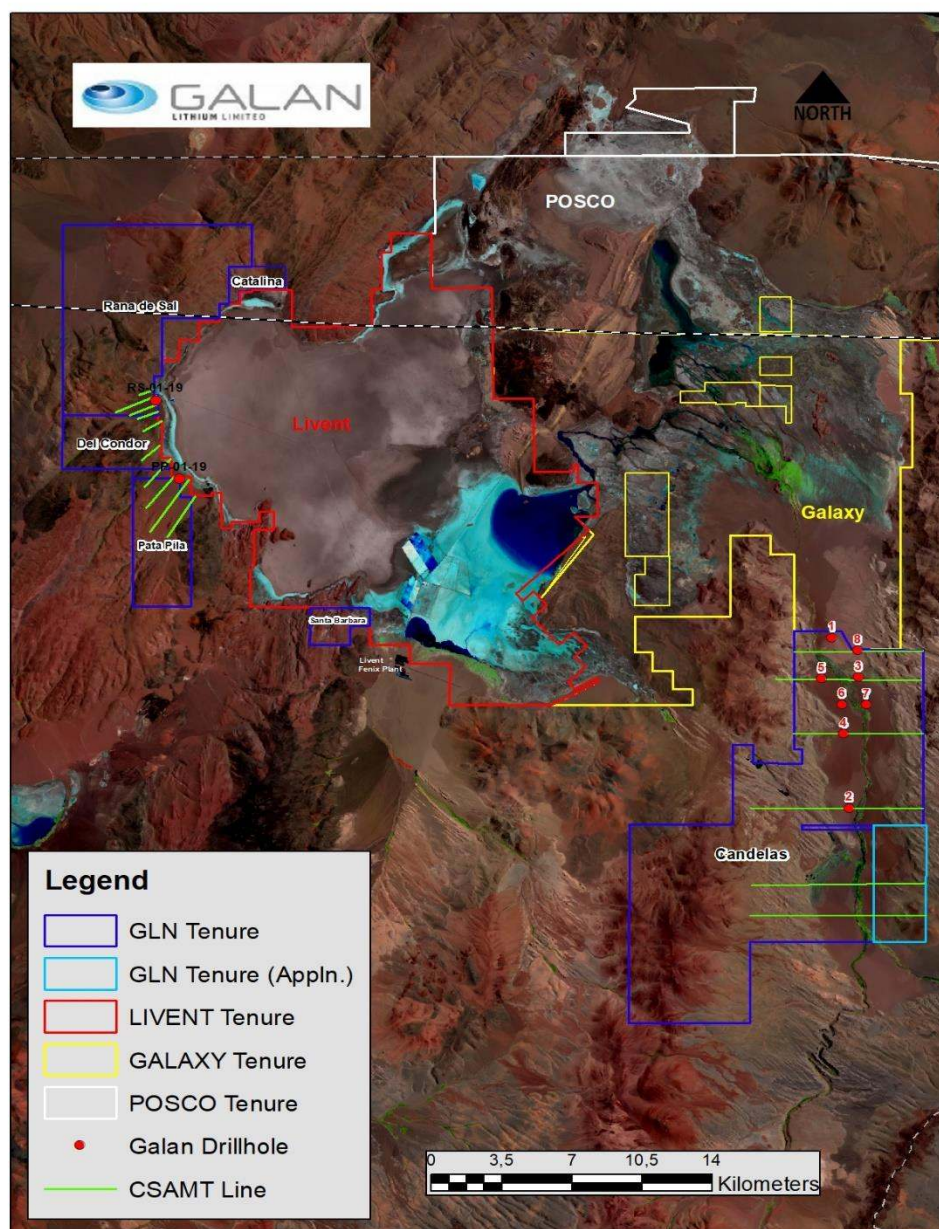 GALAN
LITHIUM LIMITED
NORTH
POSCO
Catalina
Rana de Sal
RS-01-19
Livent
Del Condor
PP-01-19
Galaxy
Pata Pila
Santa Barbara
1
8
Livent
Fenix Plant
5
3
6
7
4
2
Candelas
Legend
GLN Tenure
GLN Tenure (Appln.)
LIVENT Tenure
GALAXY Tenure
POSCO Tenure
Galan Drillhole
CSAMT Line
0 3,5 7 10,5 14
Kilometers